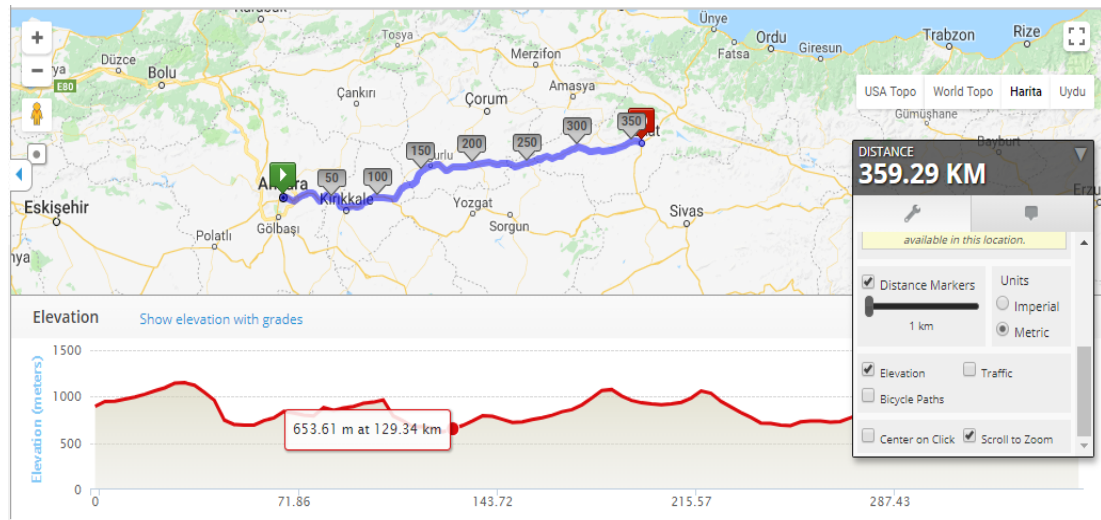 Karabük
Tosya
Ünye
Ordu
Fatsa
Giresun
Trabzon
Rize
Düzce
Bolu
E80
Merzifon
Çankırı
Çorum
Amasya
USA Topo World Topo Harita Uydu
Gümüşhane
Bayburt
DISTANCE
359.29 KM
50 100 150 200 250 300 350
Ankara
Kırıkkale
Eskişehir
Polatlı
Gölbaşı
Yozgat
Sorgun
Sivas
available in this location.
Distance Markers
1 km
Units
Imperial
Metric
Elevation
Traffic
Bicycle Paths
Center on Click
Scroll to Zoom
Elevation Show elevation with grades
Elevation (meters)
1500
1000
500
0
653.61 m at 129.34 km
0 71.86 143.72 215.57 287.43